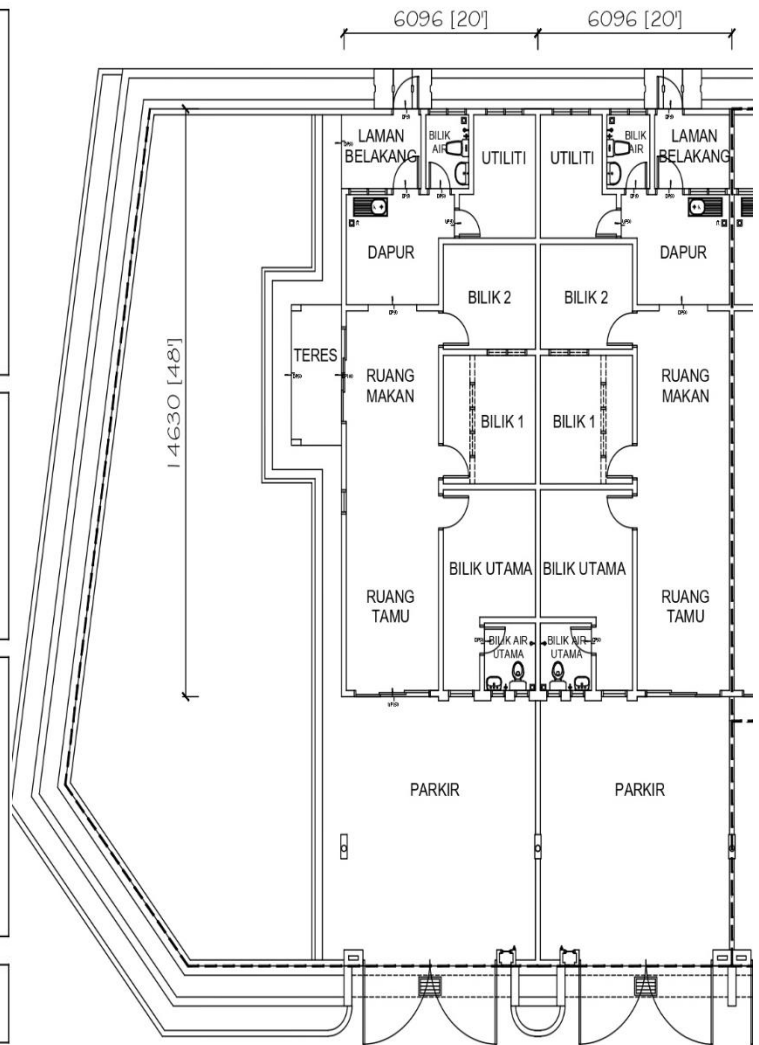 6096 [20'] 6096 [20']
LAMAN
BELAKANG
BILIK
AIR
UTILITI
UTILITI
BILIK
AIR
LAMAN
BELAKANG
DAPUR
DAPUR
BILIK 2
BILIK 2
14630 [48']
TERES
RUANG
MAKAN
RUANG
MAKAN
BILIK 1
BILIK 1
BILIK UTAMA
BILIK UTAMA
RUANG
TAMU
RUANG
TAMU
BILIK AIR
UTAMA
BILIK AIR
UTAMA
PARKIR
PARKIR